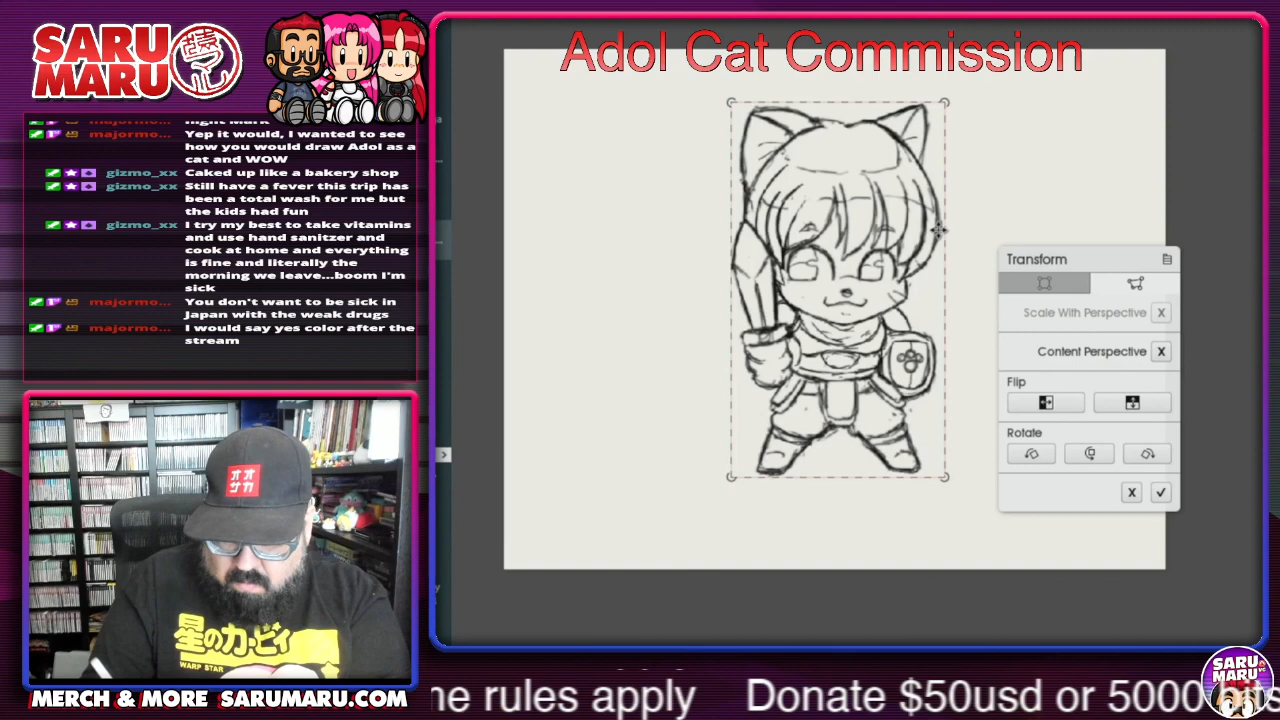 SARU
MARU
Adol Cat Commission
majormo...
Yep it would, I wanted to see
how you would draw Adol as a
cat and WOW
gizmo_xx Caked up like a bakery shop
gizmo_xx Still have a fever this trip has
been a total wash for me but
the kids had fun
gizmo_xx I try my best to take vitamins
and use hand sanitzer and
cook at home and everything
is fine and literally the
morning we leave...boom I'm
sick
majormo... You don't want to be sick in
Japan with the weak drugs
majormo... I would say yes color after the
stream
Transform
Scale With Perspective X
Content Perspective X
Flip
Rotate
X
オオ
サカ
星のカービィ
WARP STAR
MERCH & MORE SARUMARU.COM
ne rules apply Donate $50usd or 5000
SARU
MARU